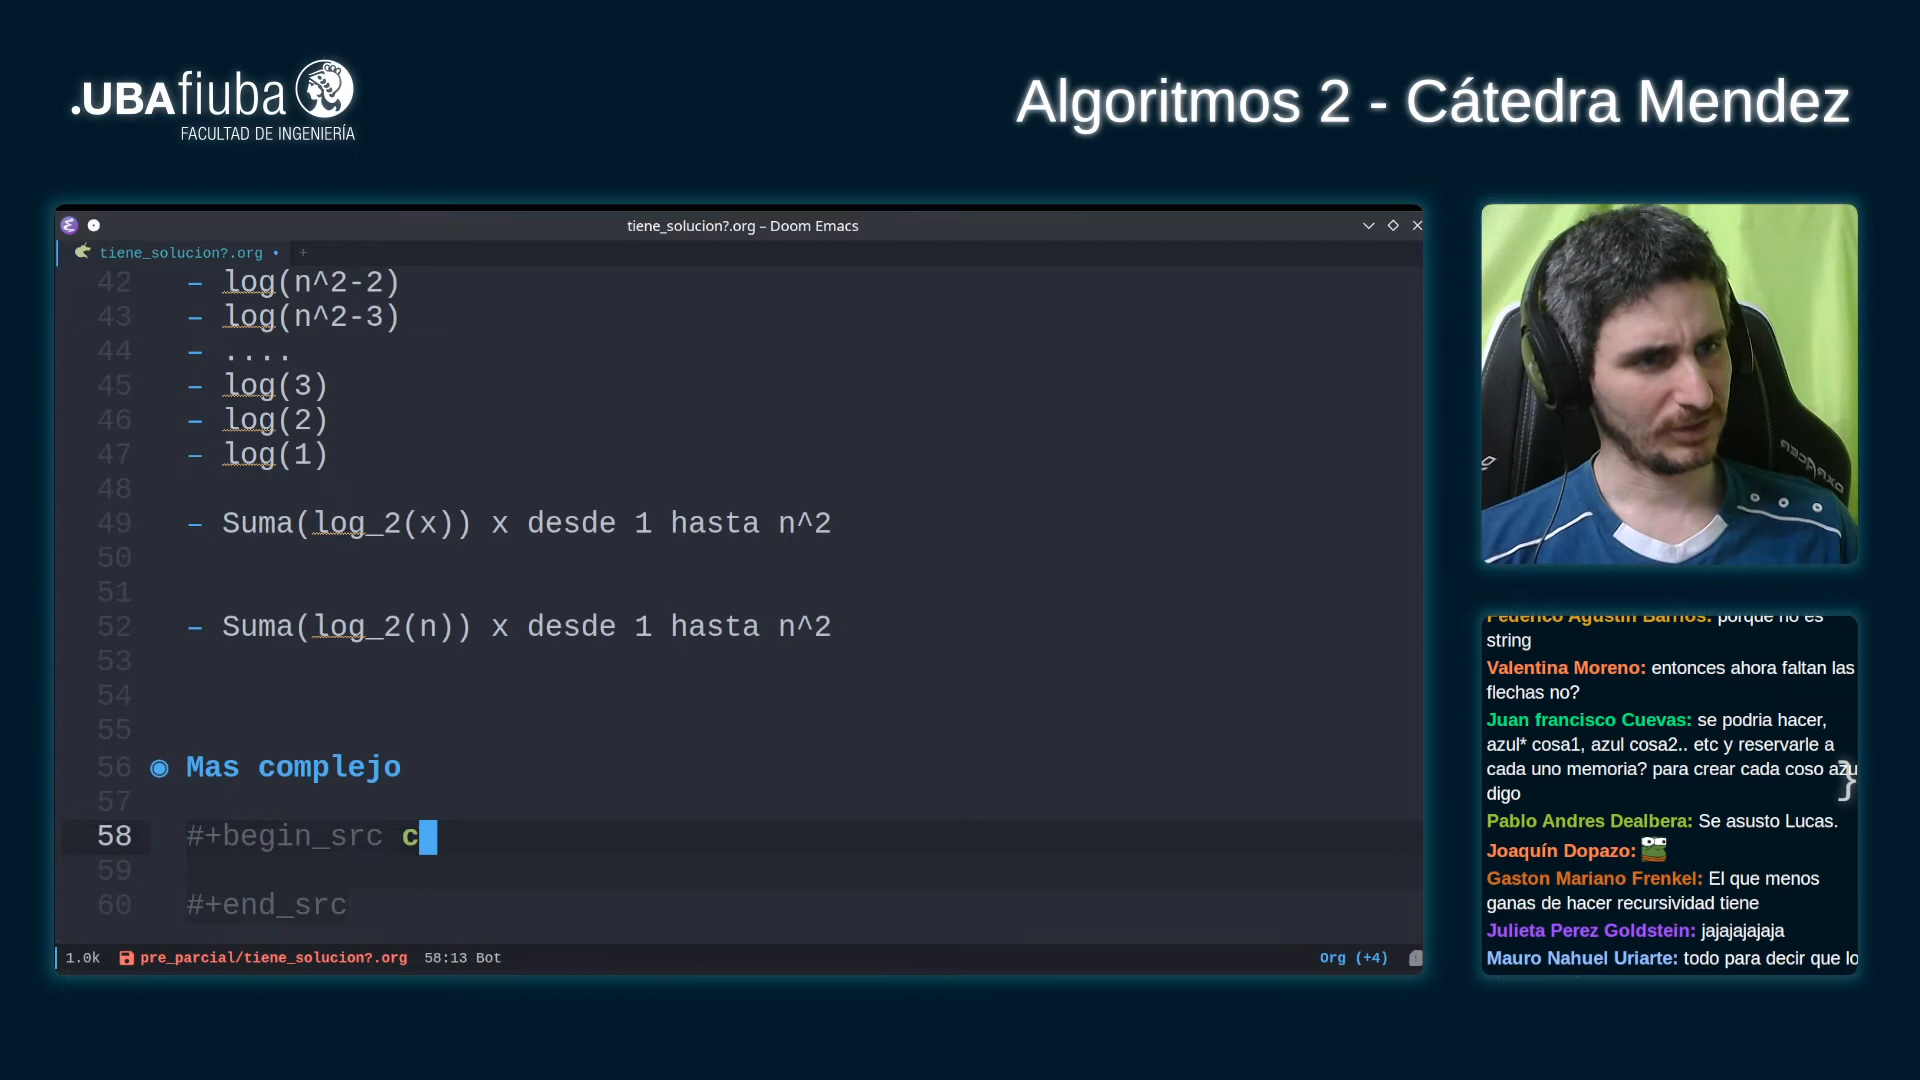 .UBAfiuba
FACULTAD DE INGENIERÍA
Algoritmos 2 - Cátedra Mendez
tiene_solucion?.org – Doom Emacs
tiene_solucion?.org • +
42 - log(n^2-2)
43 - log(n^2-3)
44 - ....
45 - log(3)
46 - log(2)
47 - log(1)
48
49 - Suma(log_2(x)) x desde 1 hasta n^2
50
51
52 - Suma(log_2(n)) x desde 1 hasta n^2
53
54
55
56 ◉ Mas complejo
57
58 #+begin_src c
59
60 #+end_src
1.0k pre_parcial/tiene_solucion?.org 58:13 Bot Org (+4)
Federico Agustin Barrios: porque no es
string
Valentina Moreno: entonces ahora faltan las
flechas no?
Juan francisco Cuevas: se podria hacer,
azul* cosa1, azul cosa2.. etc y reservarle a
cada uno memoria? para crear cada coso azu
digo
}
Pablo Andres Dealbera: Se asusto Lucas.
Joaquín Dopazo:
Gaston Mariano Frenkel: El que menos
ganas de hacer recursividad tiene
Julieta Perez Goldstein: jajajajajaja
Mauro Nahuel Uriarte: todo para decir que lo